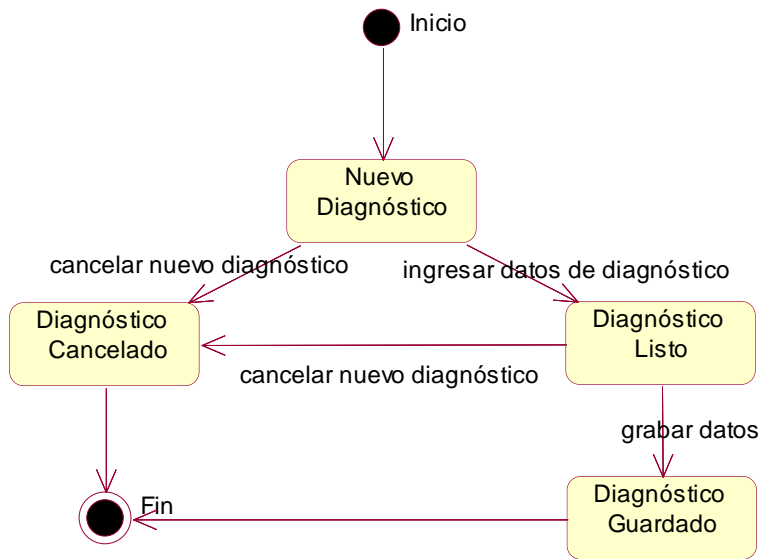 Inicio
Nuevo
Diagnóstico
cancelar nuevo diagnóstico
ingresar datos de diagnóstico
Diagnóstico
Cancelado
Diagnóstico
Listo
cancelar nuevo diagnóstico
grabar datos
Fin
Diagnóstico
Guardado